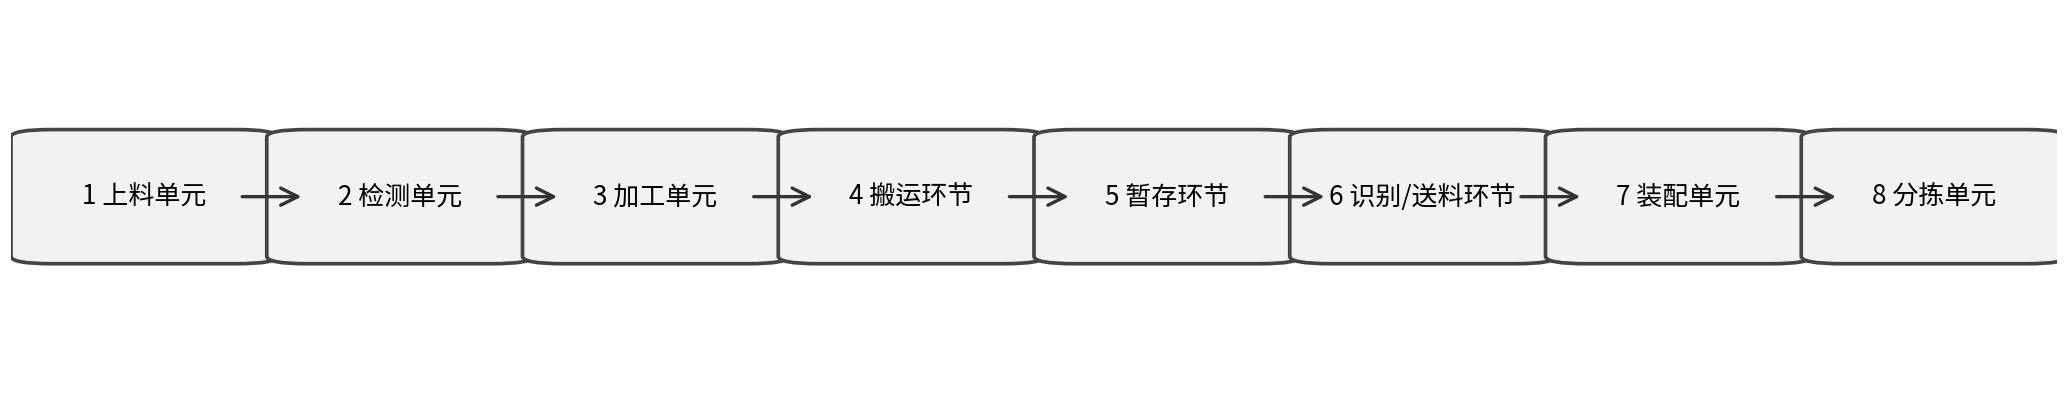 1 上料单元
2 检测单元
3 加工单元
4 搬运环节
5 暂存环节
6 识别/送料环节
7 装配单元
8 分拣单元